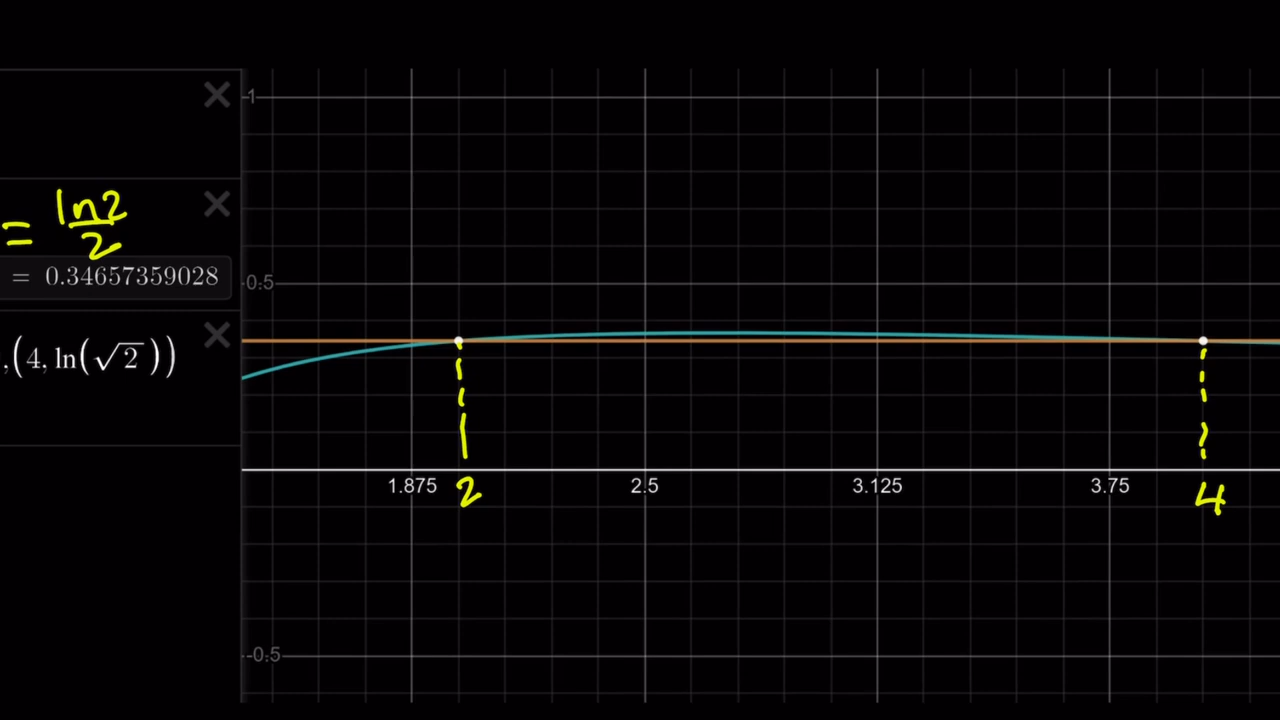 1
= ln2/2
= 0.34657359028
0.5
,(4, ln(√2))
1.875 2 2.5 3.125 3.75 4
-0.5